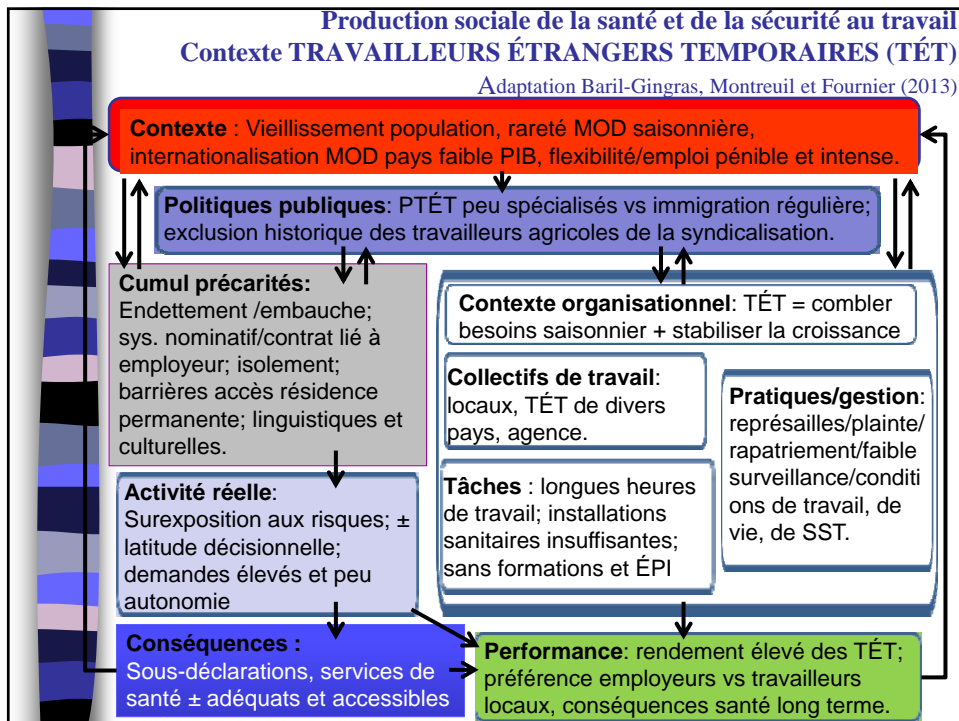 Production sociale de la santé et de la sécurité au travail
Contexte TRAVAILLEURS ÉTRANGERS TEMPORAIRES (TÉT)
Adaptation Baril-Gingras, Montreuil et Fournier (2013)
Contexte : Vieillissement population, rareté MOD saisonnière,
internationalisation MOD pays faible PIB, flexibilité/emploi pénible et intense.
Politiques publiques: PTÉT peu spécialisés vs immigration régulière;
exclusion historique des travailleurs agricoles de la syndicalisation.
Cumul précarités:
Endettement /embauche;
sys. nominatif/contrat lié à
employeur; isolement;
barrières accès résidence
permanente; linguistiques et
culturelles.
Contexte organisationnel: TÉT = combler
besoins saisonnier + stabiliser la croissance
Collectifs de travail:
locaux, TÉT de divers
pays, agence.
Pratiques/gestion:
représailles/plainte/
rapatriement/faible
surveillance/conditi
ons de travail, de
vie, de SST.
Tâches : longues heures
de travail; installations
sanitaires insuffisantes;
sans formations et ÉPI
Activité réelle:
Surexposition aux risques; ±
latitude décisionnelle;
demandes élevés et peu
autonomie
Conséquences :
Sous-déclarations, services de
santé ± adéquats et accessibles
Performance: rendement élevé des TÉT;
préférence employeurs vs travailleurs
locaux, conséquences santé long terme.